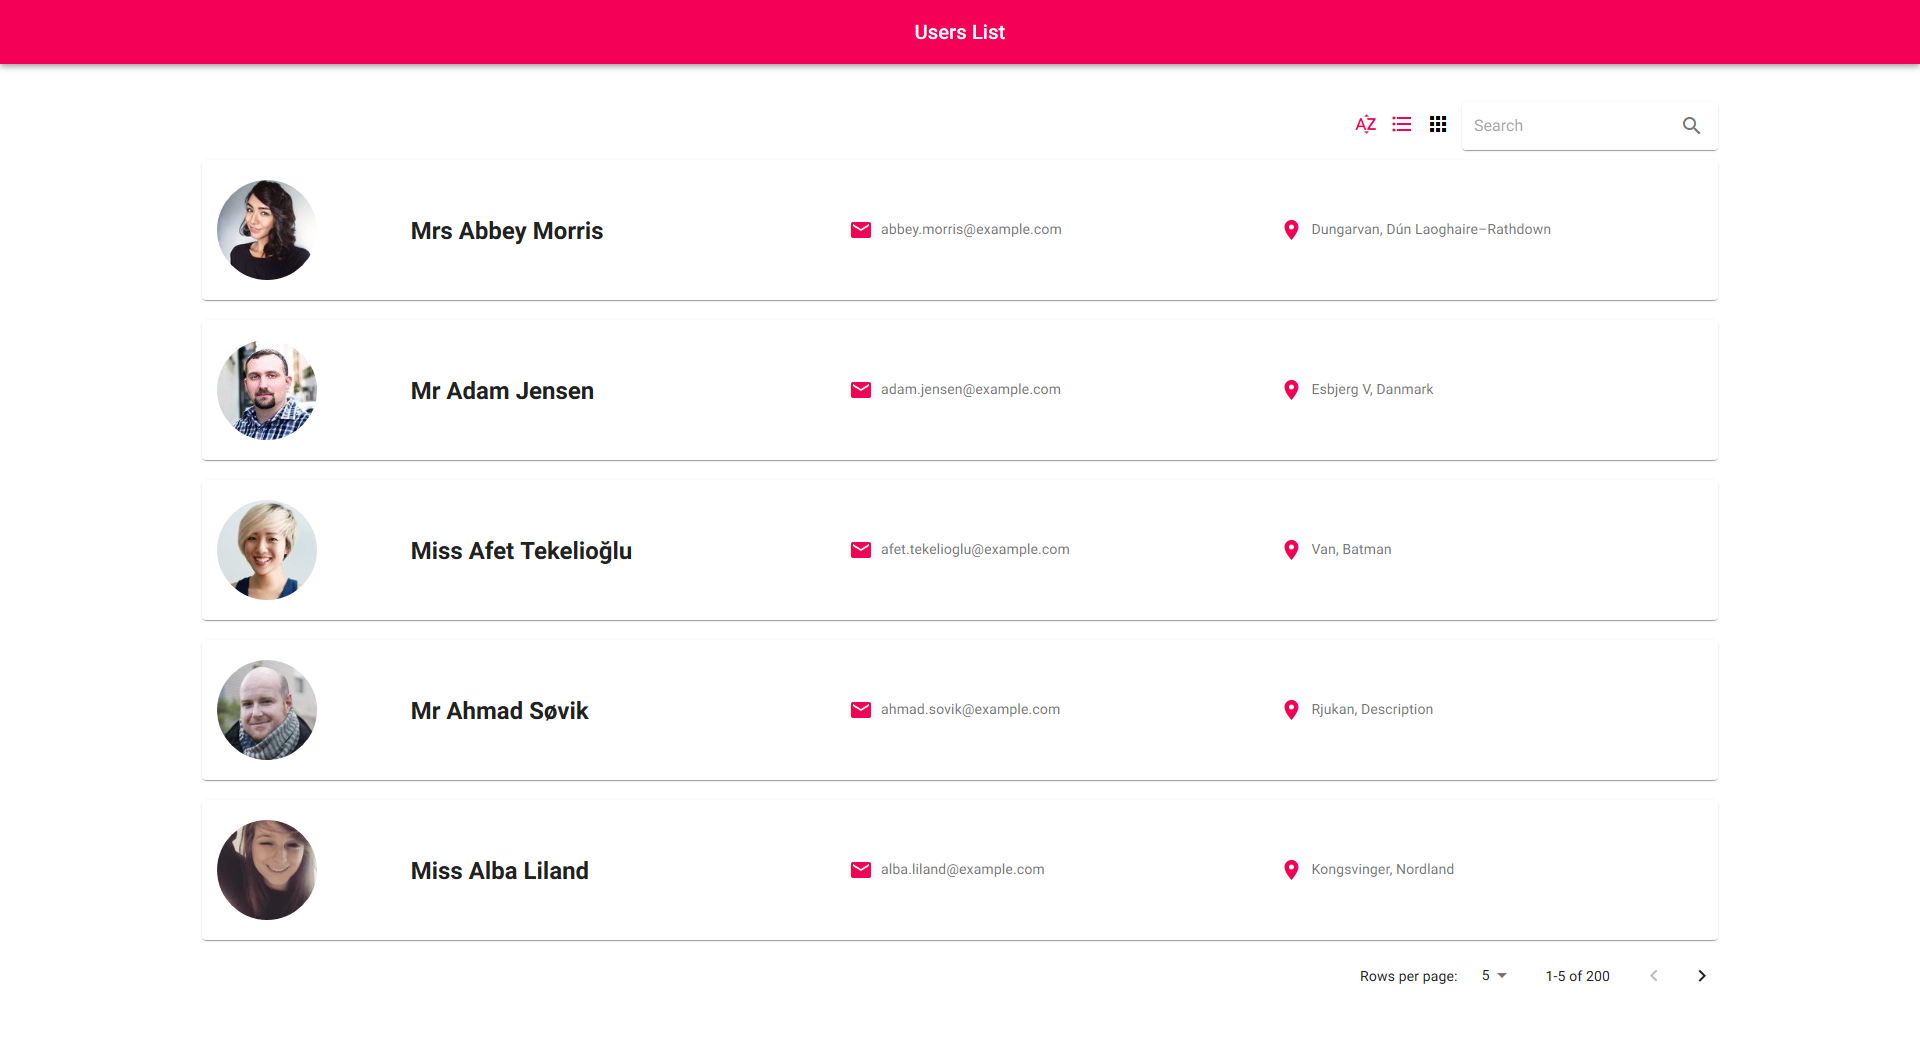 Users List
AZ
Search
Mrs Abbey Morris
abbey.morris@example.com
Dungarvan, Dún Laoghaire–Rathdown
Mr Adam Jensen
adam.jensen@example.com
Esbjerg V, Danmark
Miss Afet Tekelioğlu
afet.tekelioglu@example.com
Van, Batman
Mr Ahmad Søvik
ahmad.sovik@example.com
Rjukan, Description
Miss Alba Liland
alba.liland@example.com
Kongsvinger, Nordland
Rows per page: 5 1-5 of 200